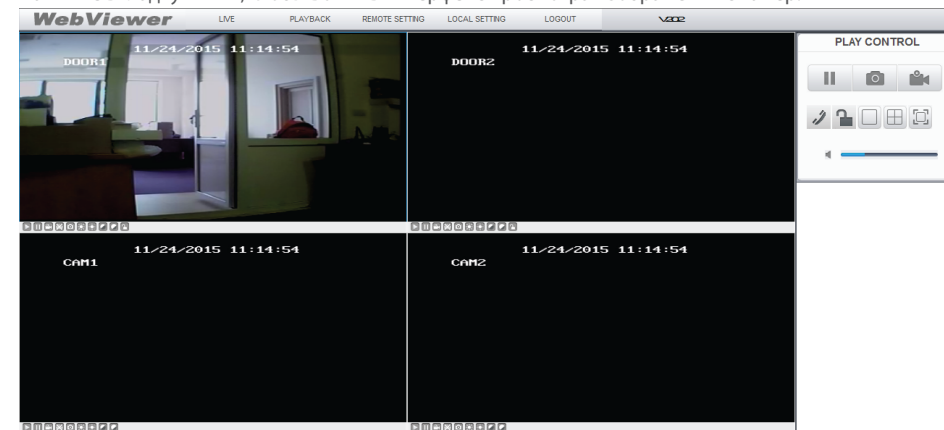 WebViewer LIVE PLAYBACK REMOTE SETTING LOCAL SETTING LOGOUT
PLAY CONTROL
11/24/2015 11:14:54
DOOR1
11/24/2015 11:14:54
DOOR2
11/24/2015 11:14:54
CAM1
11/24/2015 11:14:54
CAM2